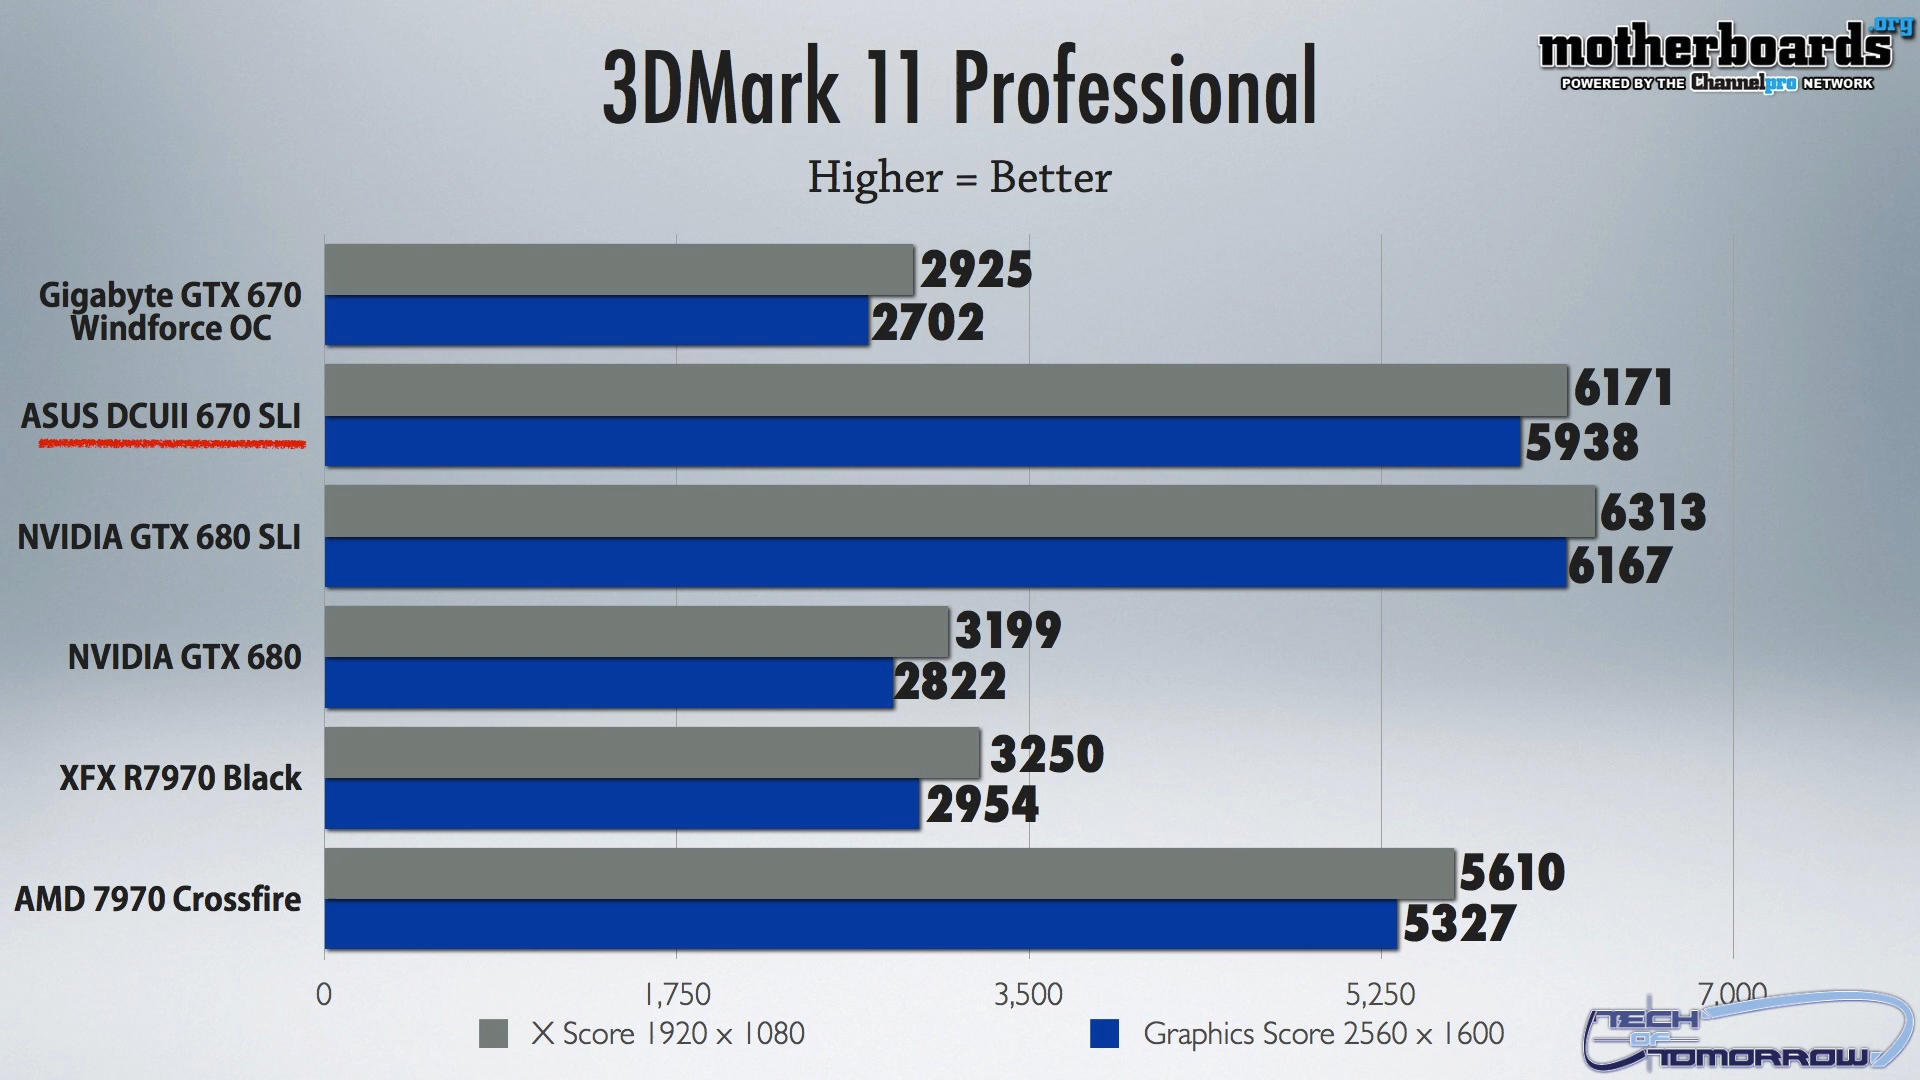 motherboards.org
POWERED BY THE Channelpro NETWORK
3DMark 11 Professional
Higher = Better
Gigabyte GTX 670
Windforce OC
2925
2702
ASUS DCUII 670 SLI
6171
5938
NVIDIA GTX 680 SLI
6313
6167
NVIDIA GTX 680
3199
2822
XFX R7970 Black
3250
2954
AMD 7970 Crossfire
5610
5327
0 1,750 3,500 5,250 7,000
X Score 1920 x 1080 Graphics Score 2560 x 1600
TECH
OF
TOMORROW